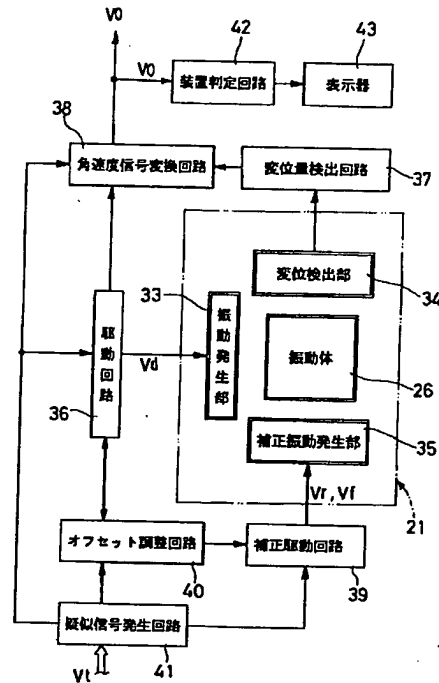 V0
42
43
V0
装置判定回路
表示器
38
角速度信号変換回路
変位量検出回路
37
変位検出部
34
33
振動発生部
駆動回路
36
Vd
振動体
26
補正振動発生部
35
Vr, Vf
21
オフセット調整回路
40
補正駆動回路
39
疑似信号発生回路
41
Vt